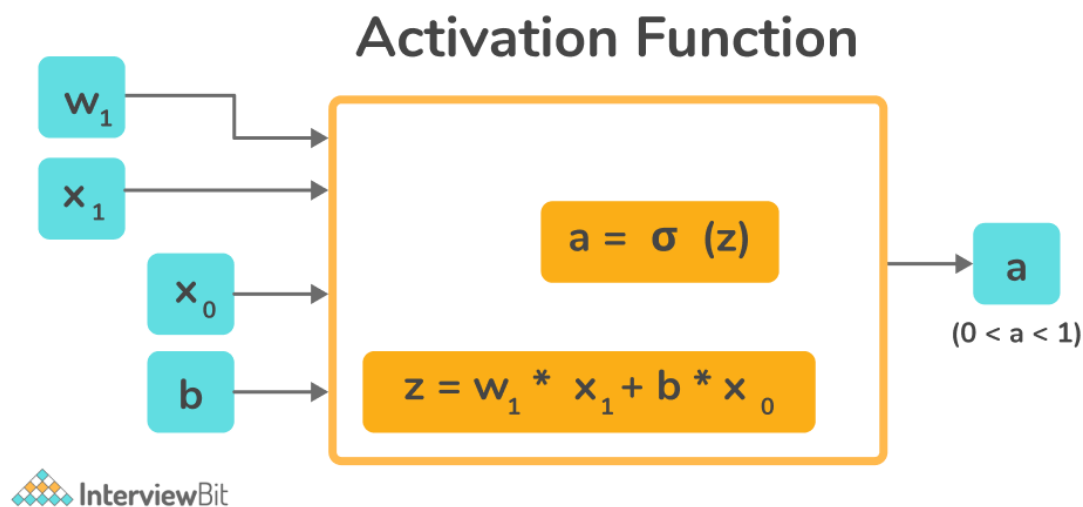 Activation Function
w₁
x₁
x₀
b
a = σ (z)
z = w₁ * x₁ + b * x₀
a
(0 < a < 1)
InterviewBit